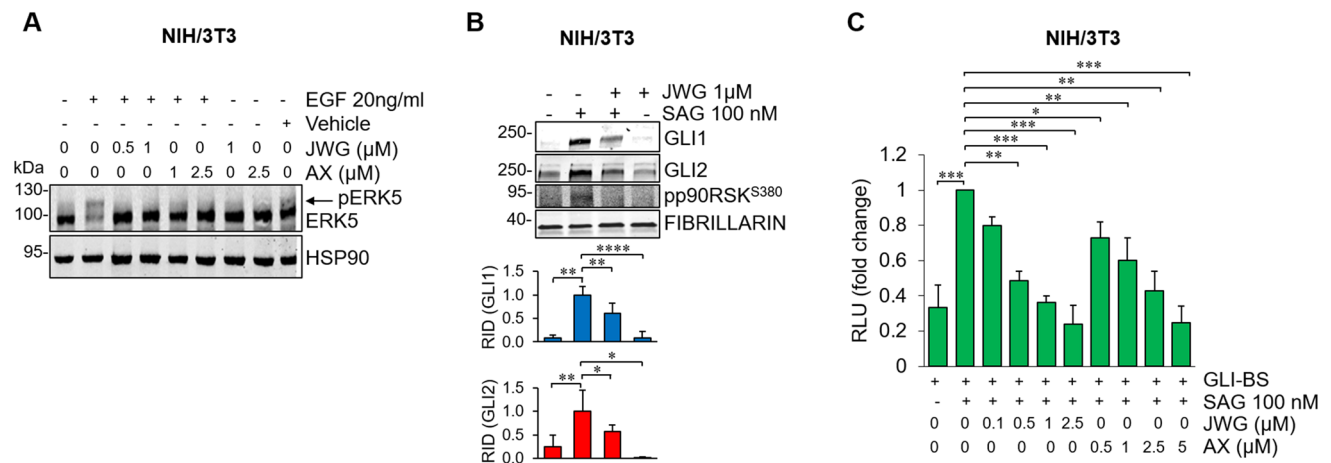 A
NIH/3T3
- + + + + + - - - EGF 20ng/ml
- - - - - - - - + Vehicle
0 0 0.5 1 0 0 1 0 0 JWG (µM)
0 0 0 0 1 2.5 0 2.5 0 AX (µM)
kDa
130-
pERK5
100-
ERK5
95-
HSP90
B
NIH/3T3
- - + + JWG 1µM
- + + - SAG 100 nM
250-
GLI1
250-
GLI2
95-
pp90RSKS380
40-
FIBRILLARIN
RID (GLI1)
1.5
1.0
0.5
0.0
****
** **
RID (GLI2)
1.5
1.0
0.5
0.0
*
** *
C
NIH/3T3
***
**
**
*
***
***
**
***
RLU (fold change)
1
0.8
0.6
0.4
0.2
0
+ + + + + + + + + + GLI-BS
- + + + + + + + + + SAG 100 nM
0 0 0.1 0.5 1 2.5 0 0 0 0 JWG (µM)
0 0 0 0 0 0 0.5 1 2.5 5 AX (µM)